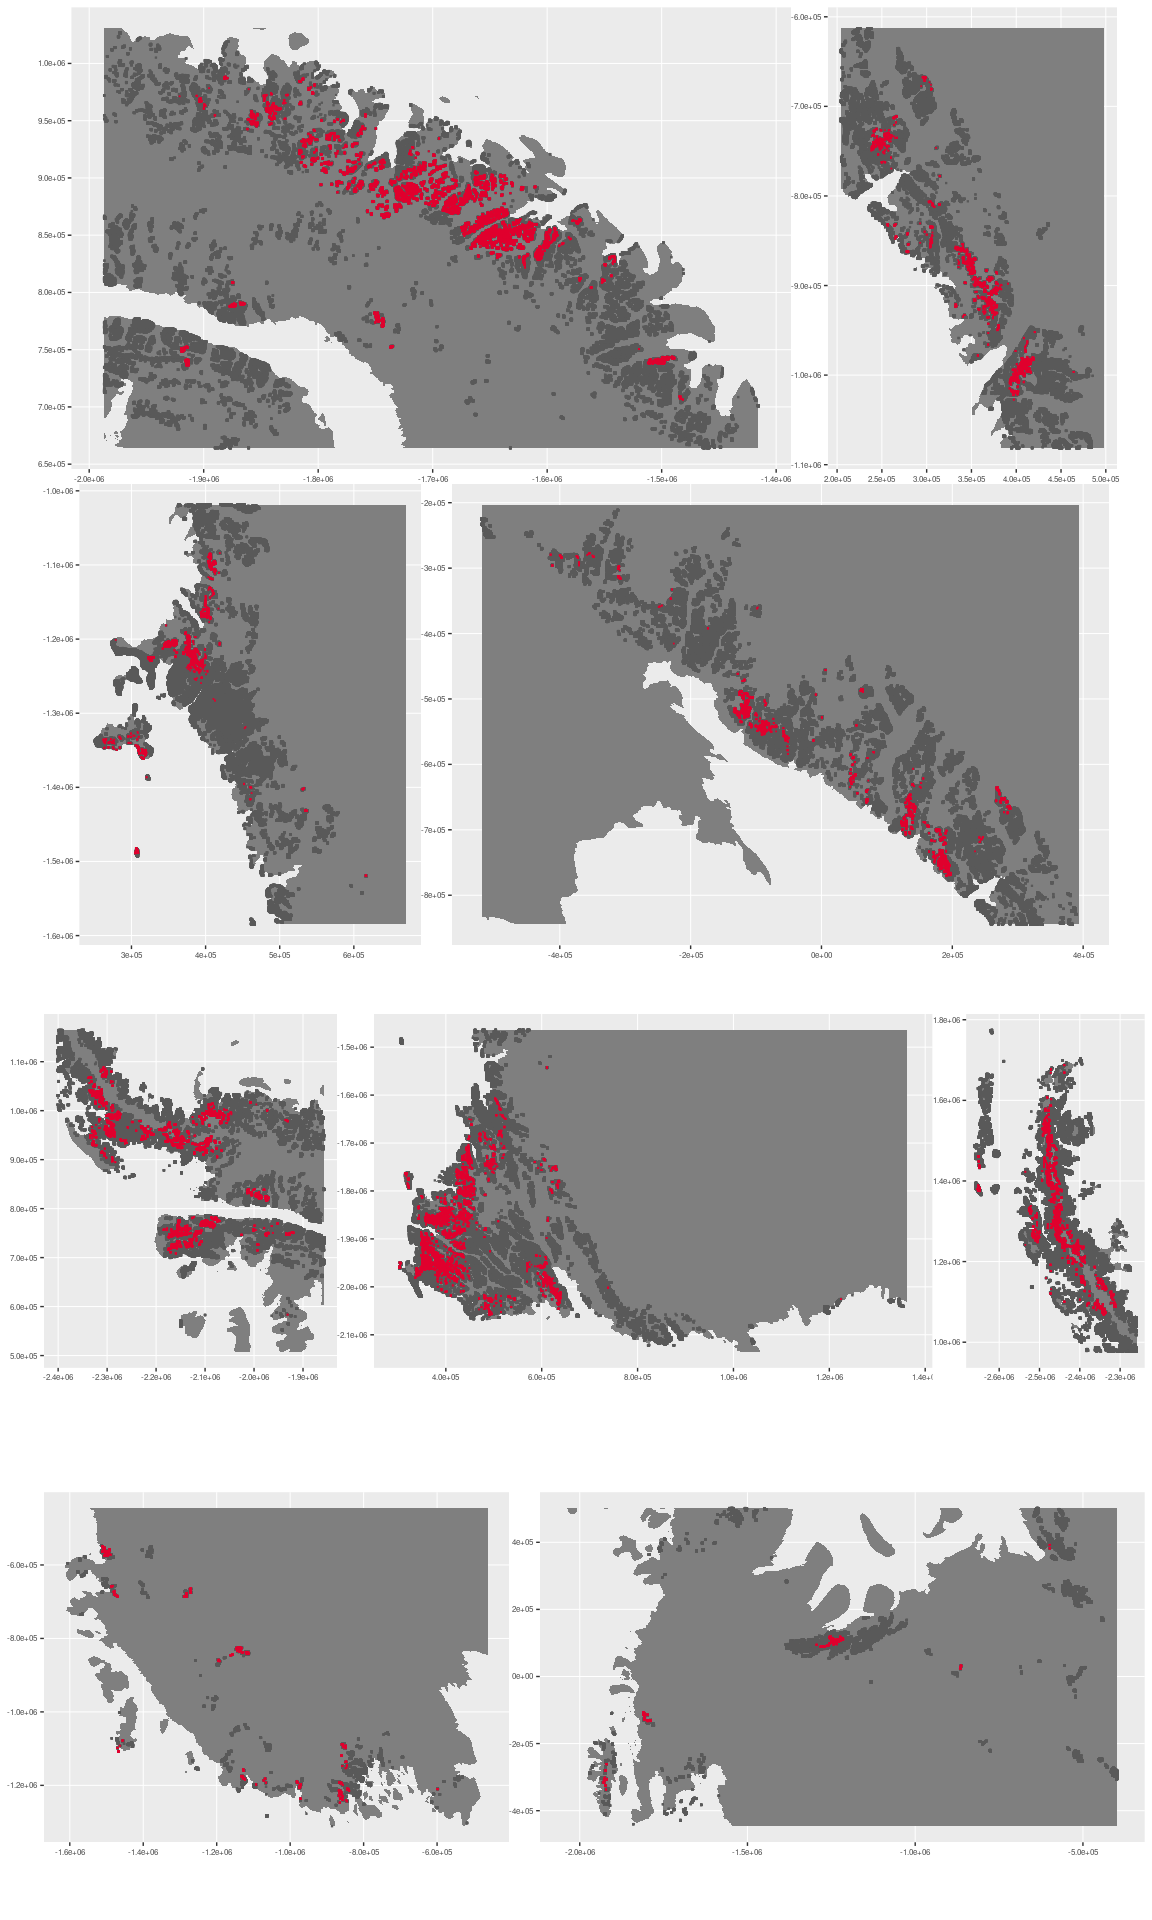 1.0e+06
9.5e+05
9.0e+05
8.5e+05
8.0e+05
7.5e+05
7.0e+05
6.5e+05
-2.0e+06 -1.9e+06 -1.8e+06 -1.7e+06 -1.6e+06 -1.5e+06 -1.4e+06
-6.0e+05
-7.0e+05
-8.0e+05
-9.0e+05
-1.0e+06
-1.1e+06
2.0e+05 2.5e+05 3.0e+05 3.5e+05 4.0e+05 4.5e+05 5.0e+05
-1.0e+06
-1.1e+06
-1.2e+06
-1.3e+06
-1.4e+06
-1.5e+06
-1.6e+06
3e+05 4e+05 5e+05 6e+05
-2e+05
-3e+05
-4e+05
-5e+05
-6e+05
-7e+05
-8e+05
-4e+05 -2e+05 0e+00 2e+05 4e+05
1.1e+06
1.0e+06
9.0e+05
8.0e+05
7.0e+05
6.0e+05
5.0e+05
-2.4e+06 -2.3e+06 -2.2e+06 -2.1e+06 -2.0e+06 -1.9e+06
-1.5e+06
-1.6e+06
-1.7e+06
-1.8e+06
-1.9e+06
-2.0e+06
-2.1e+06
4.0e+05 6.0e+05 8.0e+05 1.0e+06 1.2e+06
1.8e+06
1.6e+06
1.4e+06
1.2e+06
1.0e+06
-2.6e+06 -2.5e+06 -2.4e+06 -2.3e+06
-6.0e+05
-8.0e+05
-1.0e+06
-1.2e+06
-1.6e+06 -1.4e+06 -1.2e+06 -1.0e+06 -8.0e+05 -6.0e+05
4e+05
2e+05
0e+00
-2e+05
-4e+05
-2.0e+06 -1.5e+06 -1.0e+06 -5.0e+05